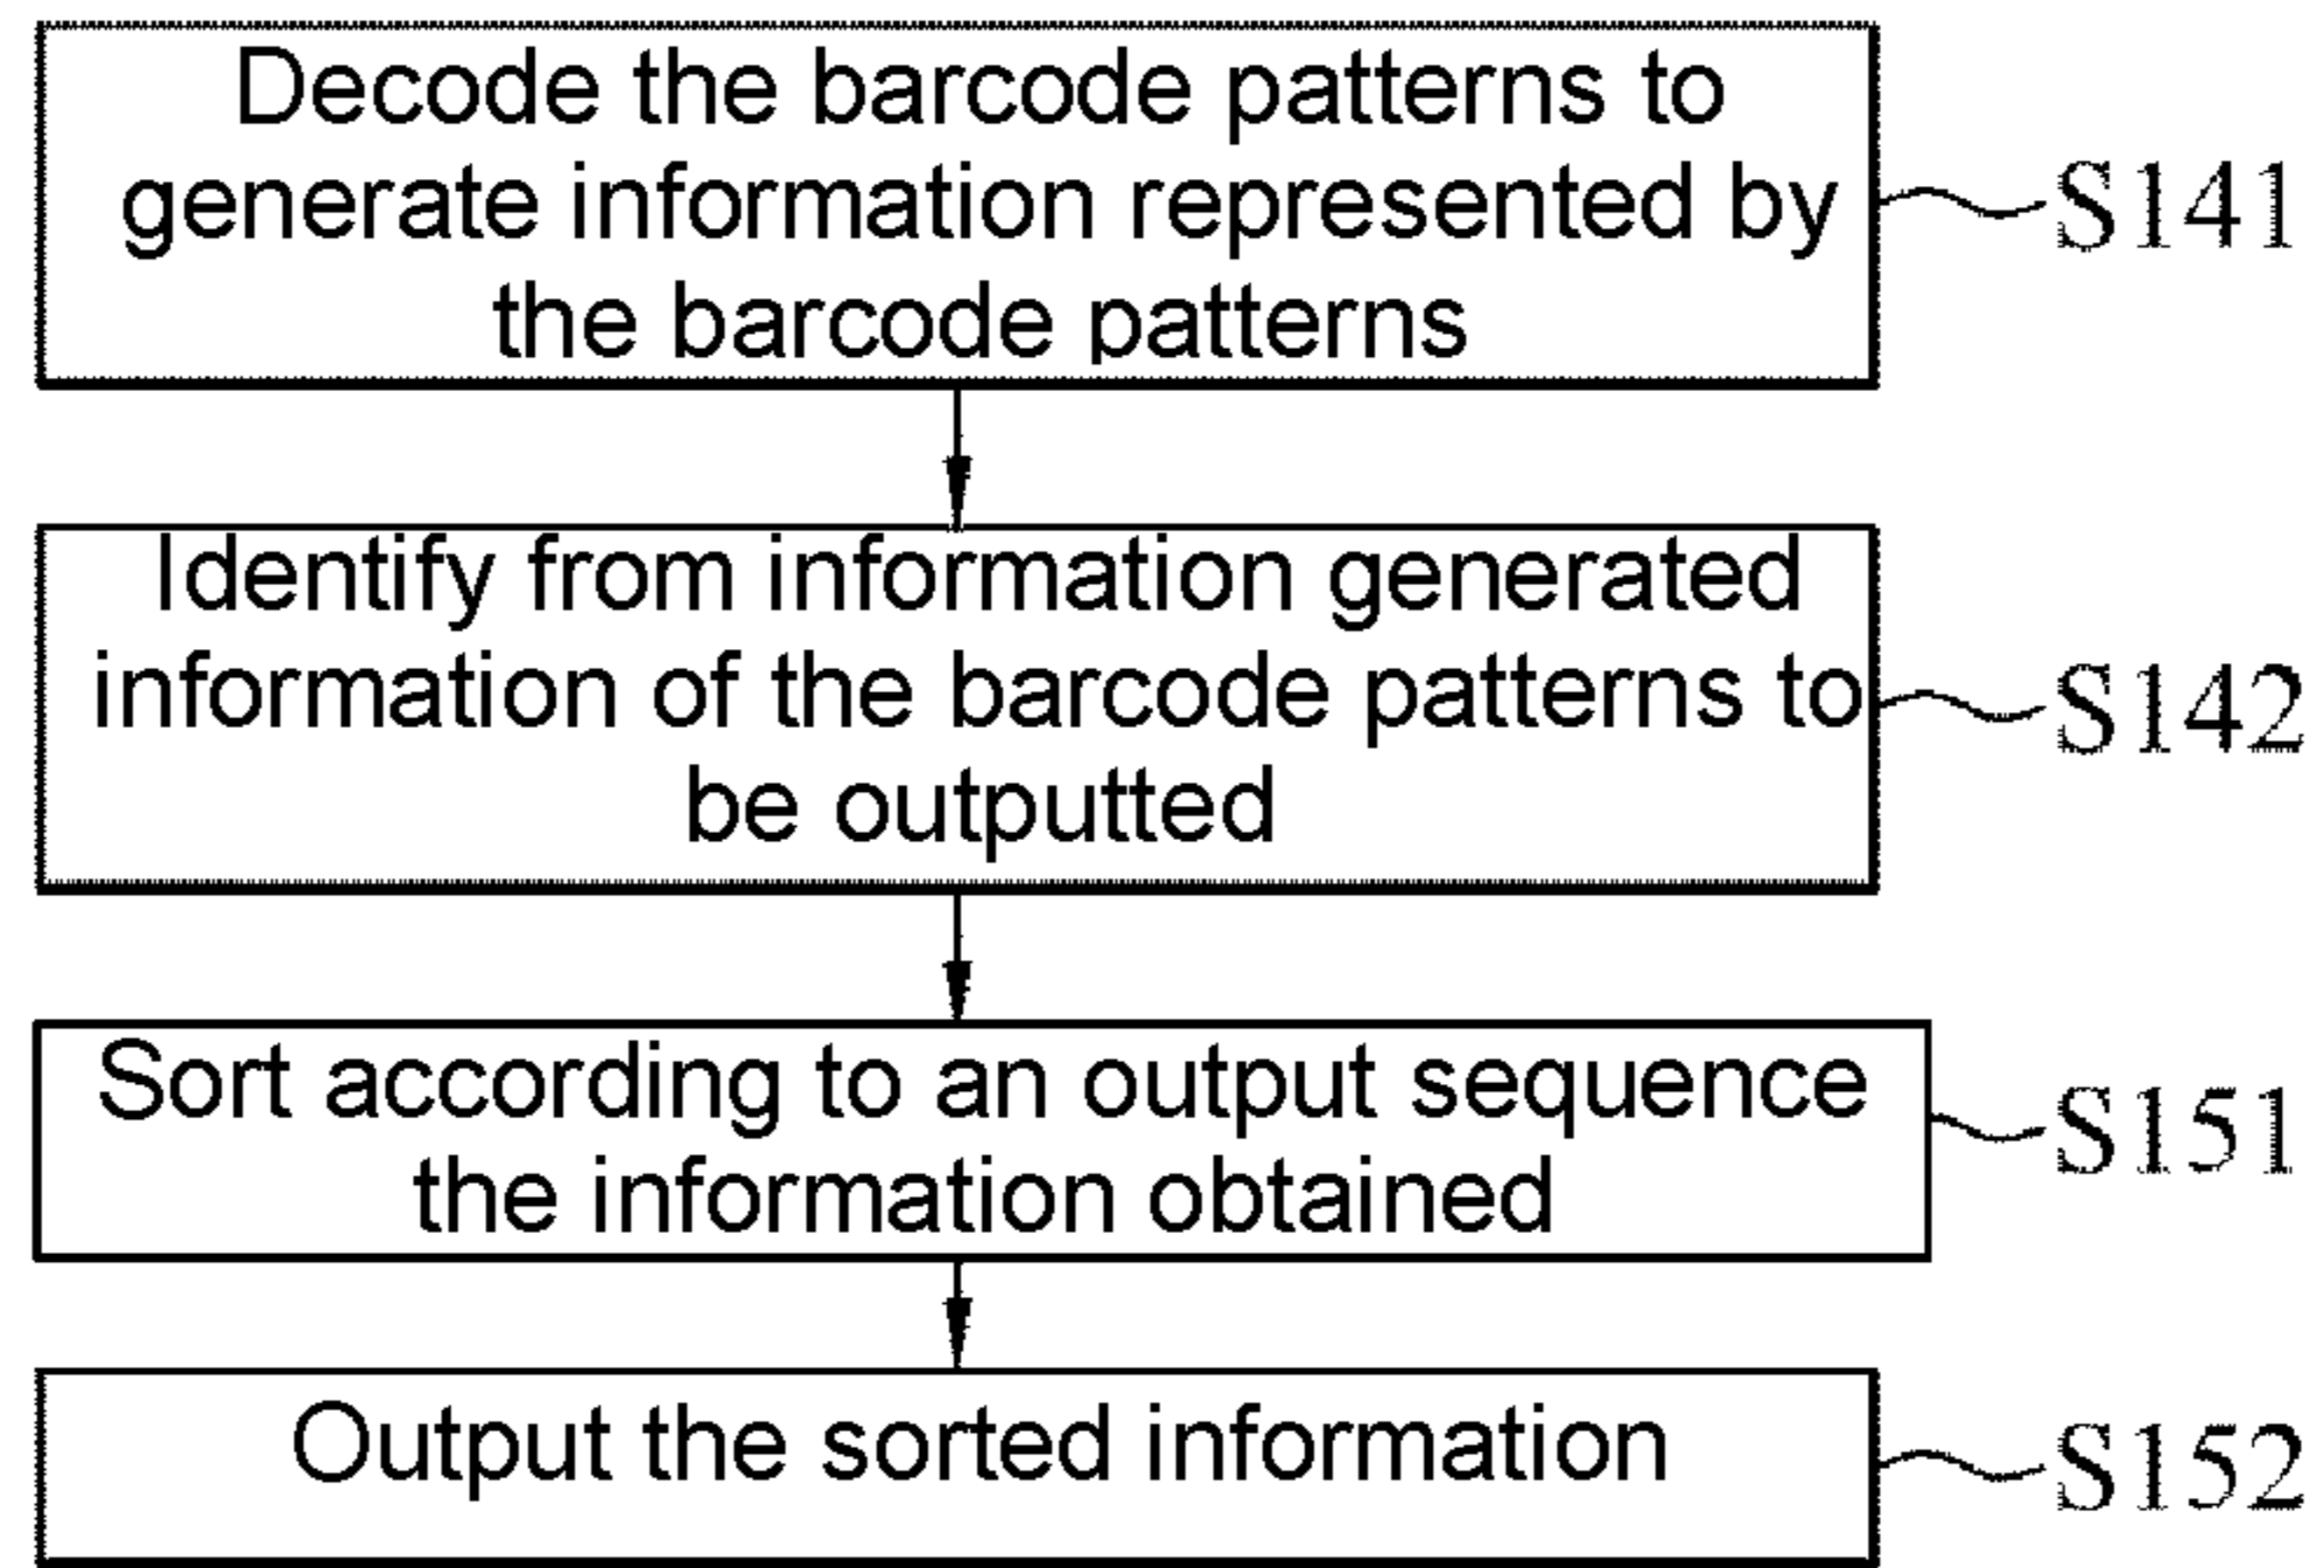 Decode the barcode patterns to
generate information represented by
the barcode patterns
S141
Identify from information generated
information of the barcode patterns to
be outputted
S142
Sort according to an output sequence
the information obtained
S151
Output the sorted information
S152